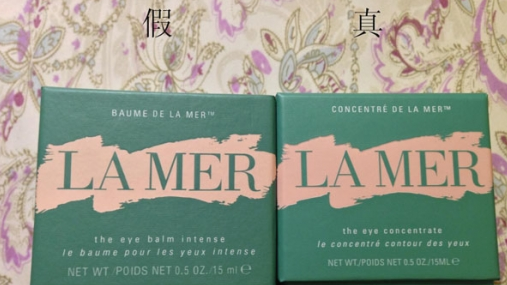 假
真
BAUME DE LA MER™
LA MER
the eye balm intense
le baume pour les yeux Intense
NET WT /POIDS NET 0.5 OZ./15 ml ℮
CONCENTRÉ DE LA MER™
LA MER
the eye concentrate
le concentré contour des yeux
NET WT./POIDS NET 0.5 OZ./15ML ℮